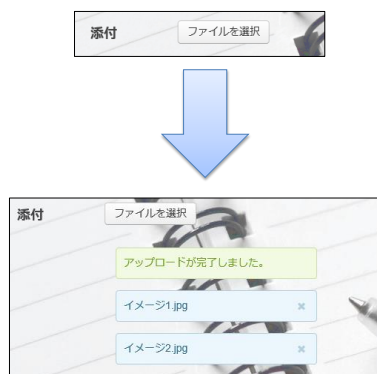 添付 ファイルを選択
添付 ファイルを選択
アップロードが完了しました。
イメージ1.jpg ×
イメージ2.jpg ×